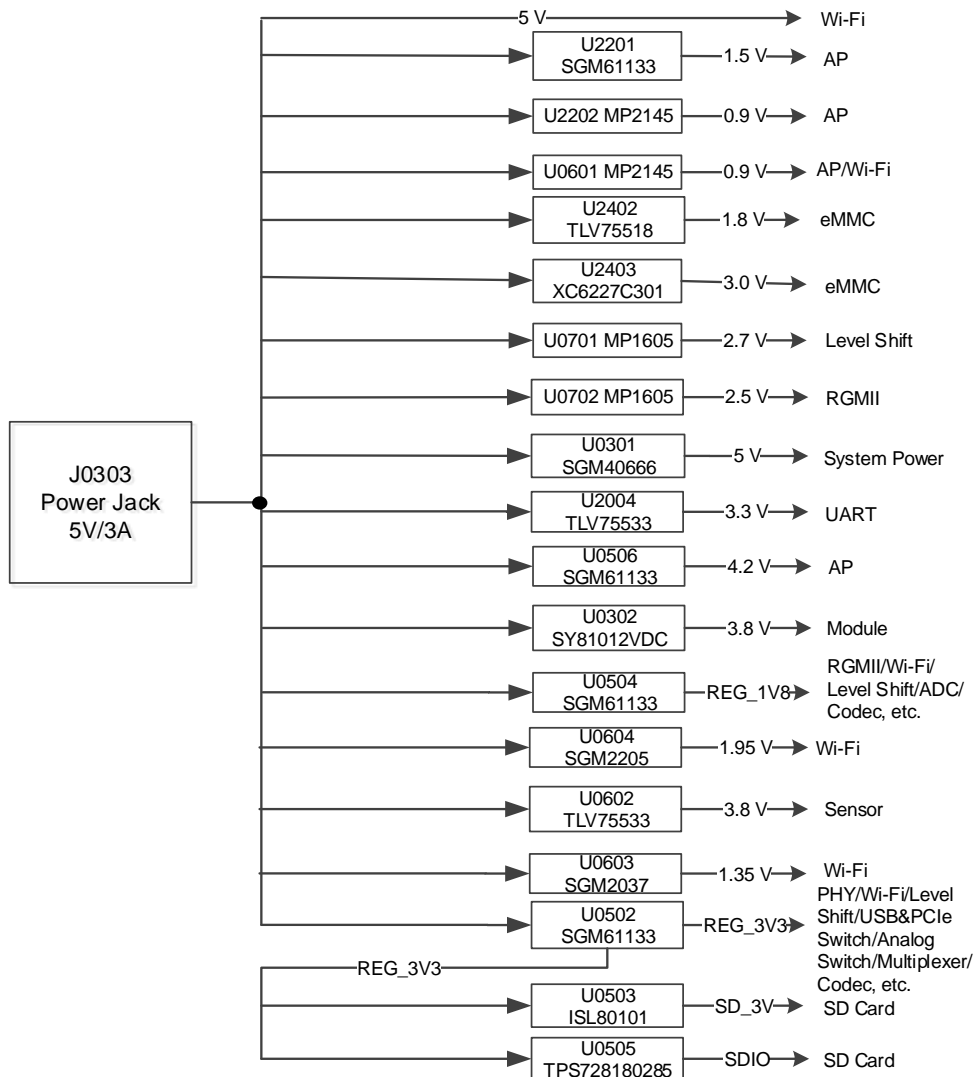 5 V
Wi-Fi
U2201
SGM61133
1.5 V
AP
U2202 MP2145
0.9 V
AP
U0601 MP2145
0.9 V
AP/Wi-Fi
U2402
TLV75518
1.8 V
eMMC
U2403
XC6227C301
3.0 V
eMMC
U0701 MP1605
2.7 V
Level Shift
U0702 MP1605
2.5 V
RGMII
J0303
Power Jack
5V/3A
U0301
SGM40666
5 V
System Power
U2004
TLV75533
3.3 V
UART
U0506
SGM61133
4.2 V
AP
U0302
SY81012VDC
3.8 V
Module
U0504
SGM61133
REG_1V8
RGMII/Wi-Fi/
Level Shift/ADC/
Codec, etc.
U0604
SGM2205
1.95 V
Wi-Fi
U0602
TLV75533
3.8 V
Sensor
U0603
SGM2037
1.35 V
Wi-Fi
U0502
SGM61133
REG_3V3
PHY/Wi-Fi/Level
Shift/USB&PCIe
Switch/Analog
Switch/Multiplexer/
Codec, etc.
REG_3V3
U0503
ISL80101
SD_3V
SD Card
U0505
TPS728180285
SDIO
SD Card